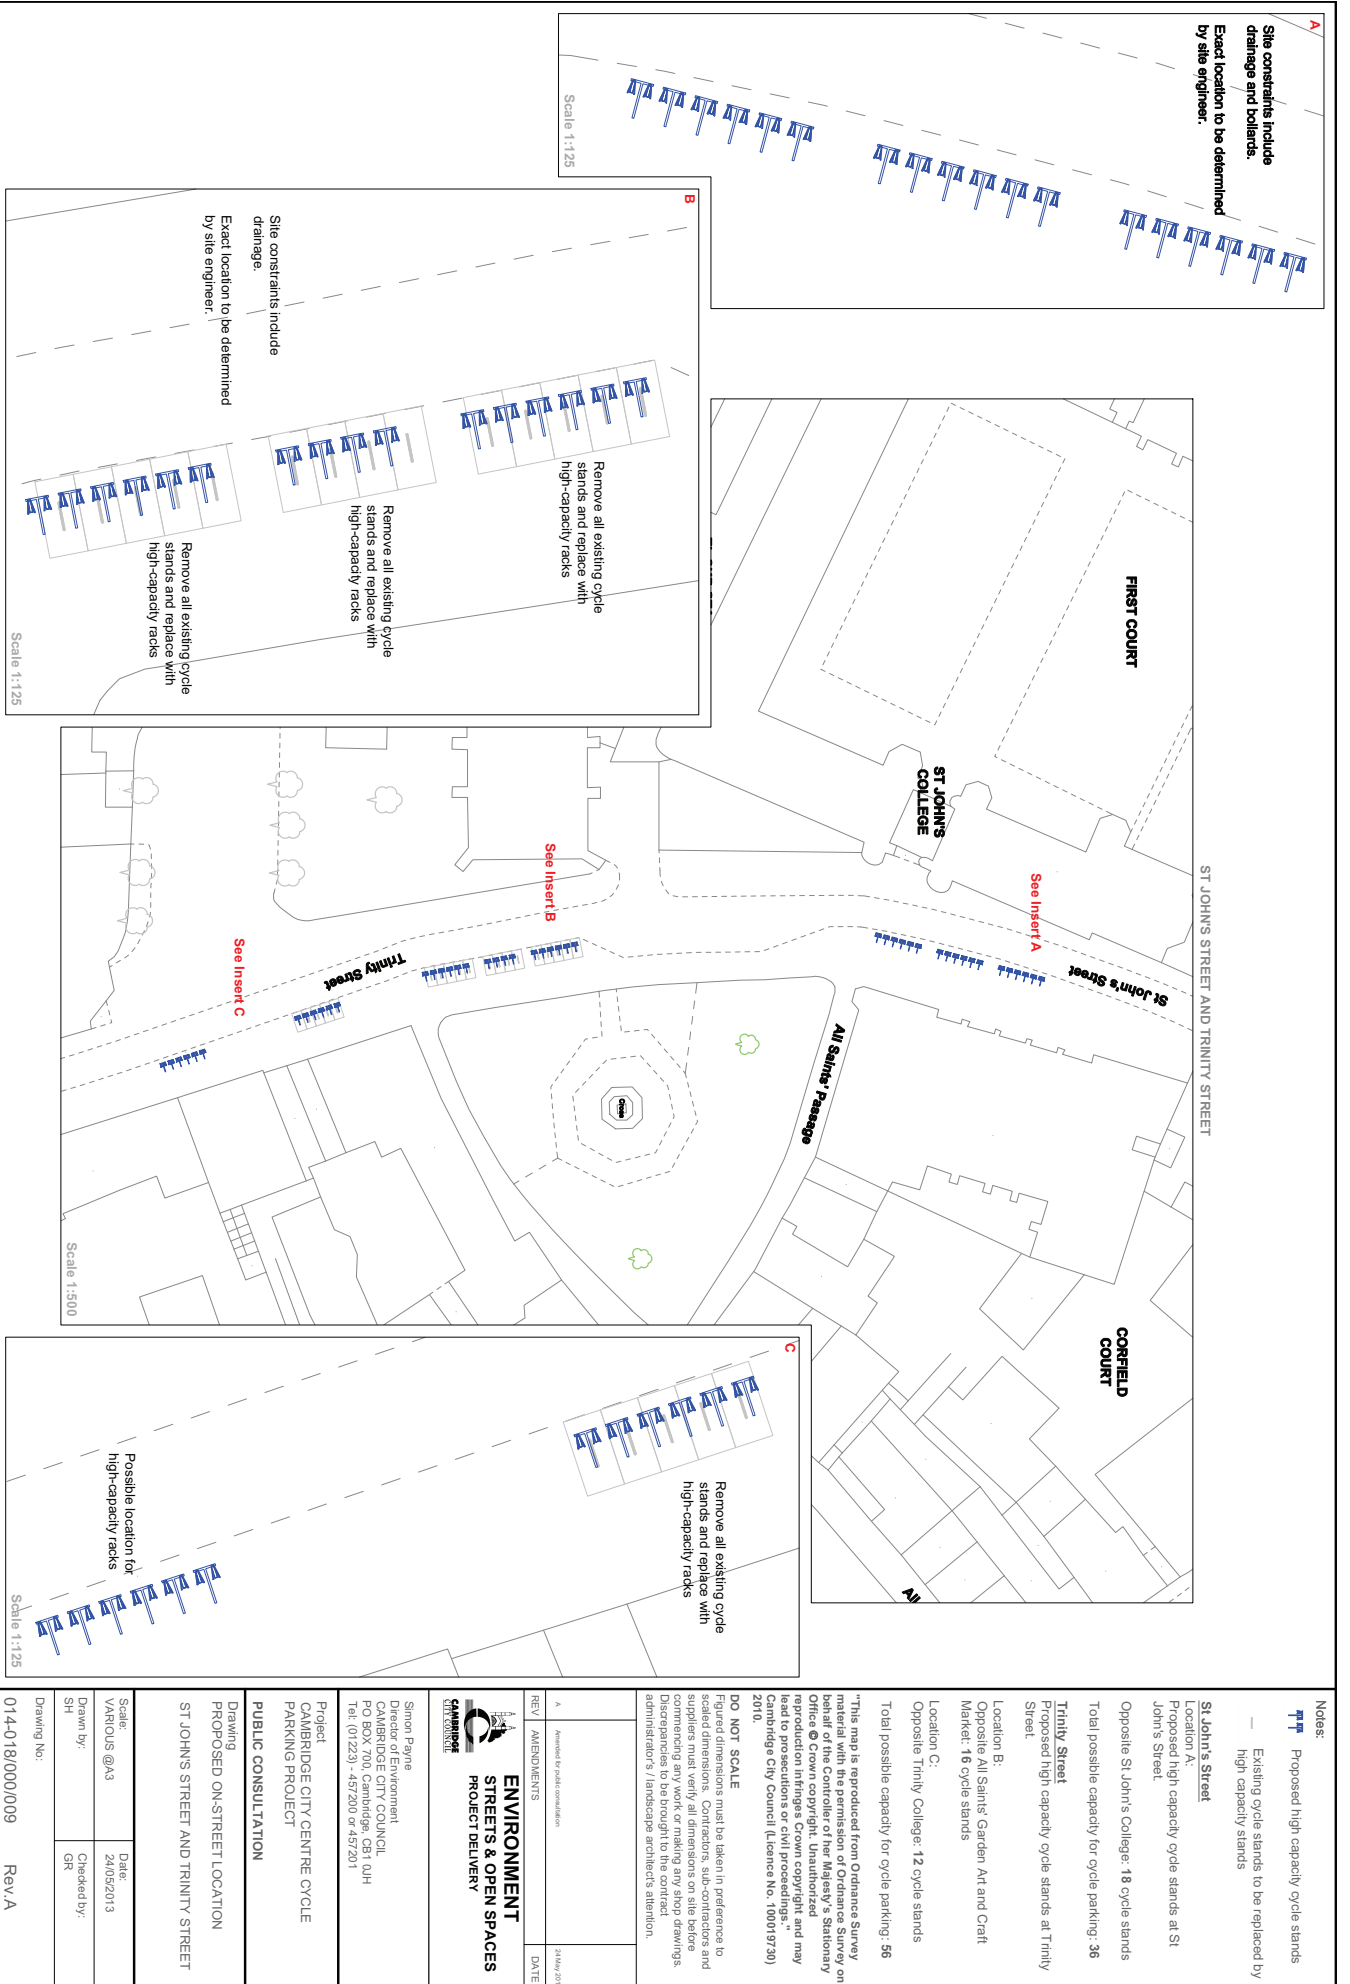 A
Site constraints include
drainage and bollards.
Exact location to be determined
by site engineer.
Scale 1:125
B
Site constraints include
drainage.
Exact location to be determined
by site engineer.
Remove all existing cycle
stands and replace with
high-capacity racks
Remove all existing cycle
stands and replace with
high-capacity racks
Remove all existing cycle
stands and replace with
high-capacity racks
Scale 1:125
ST JOHN'S STREET AND TRINITY STREET
FIRST COURT
ST JOHN'S
COLLEGE
See Insert A
St John's Street
See Insert B
All Saints' Passage
Trinity Street
See Insert C
Cross
CORFIELD
COURT
All
Scale 1:500
C
Remove all existing cycle
stands and replace with
high-capacity racks
Possible location for
high-capacity racks
Scale 1:125
Notes:
Proposed high capacity cycle stands
Existing cycle stands to be replaced by
high capacity stands
St John's Street
Location A:
Proposed high capacity cycle stands at St
John's Street.
Opposite St John's College: 18 cycle stands
Total possible capacity for cycle parking: 36
Trinity Street
Proposed high capacity cycle stands at Trinity
Street.
Location B:
Opposite All Saints' Garden Art and Craft
Market: 16 cycle stands
Location C:
Opposite Trinity College: 12 cycle stands
Total possible capacity for cycle parking: 56
"This map is reproduced from Ordnance Survey
material with the permission of Ordnance Survey on
behalf of the Controller of her Majesty's Stationary
Office © Crown copyright. Unauthorized
reproduction infringes Crown copyright and may
lead to prosecutions or civil proceedings."
Cambridge City Council (Licence No. 100019730)
2010.
DO NOT SCALE
Figured dimensions must be taken in preference to
scaled dimensions. Contractors, sub-contractors and
suppliers must verify all dimensions on site before
commencing any work or making any shop drawings.
Discrepancies to be brought to the contract
administrator's / landscape architect's attention.
A Amended for public consultation 24 May 201
REV AMENDMENTS DATE
CAMBRIDGE
CITY COUNCIL
ENVIRONMENT
STREETS & OPEN SPACES
PROJECT DELIVERY
Simon Payne
Director of Environment
CAMBRIDGE CITY COUNCIL
PO BOX 700, Cambridge, CB1 0JH
Tel: (01223) - 457200 or 457201
Project
CAMBRIDGE CITY CENTRE CYCLE
PARKING PROJECT
PUBLIC CONSULTATION
Drawing
PROPOSED ON-STREET LOCATION
ST JOHN'S STREET AND TRINITY STREET
Scale:
VARIOUS @A3
Date:
24/05/2013
Drawn by:
SH
Checked by:
GR
Drawing No:
014-018/000/009 Rev.A